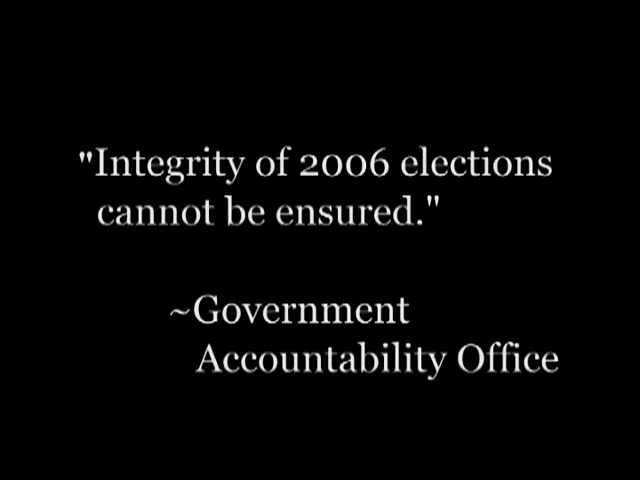 "Integrity of 2006 elections
cannot be ensured."
~Government
Accountability Office